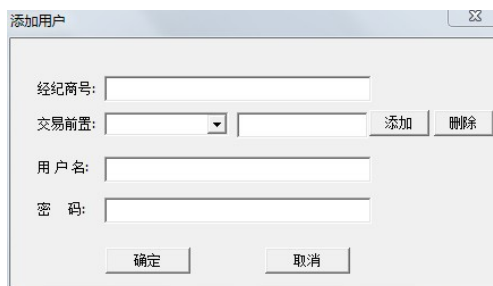 添加用户
经纪商号:
交易前置: 添加 删除
用 户 名:
密 码:
确定 取消